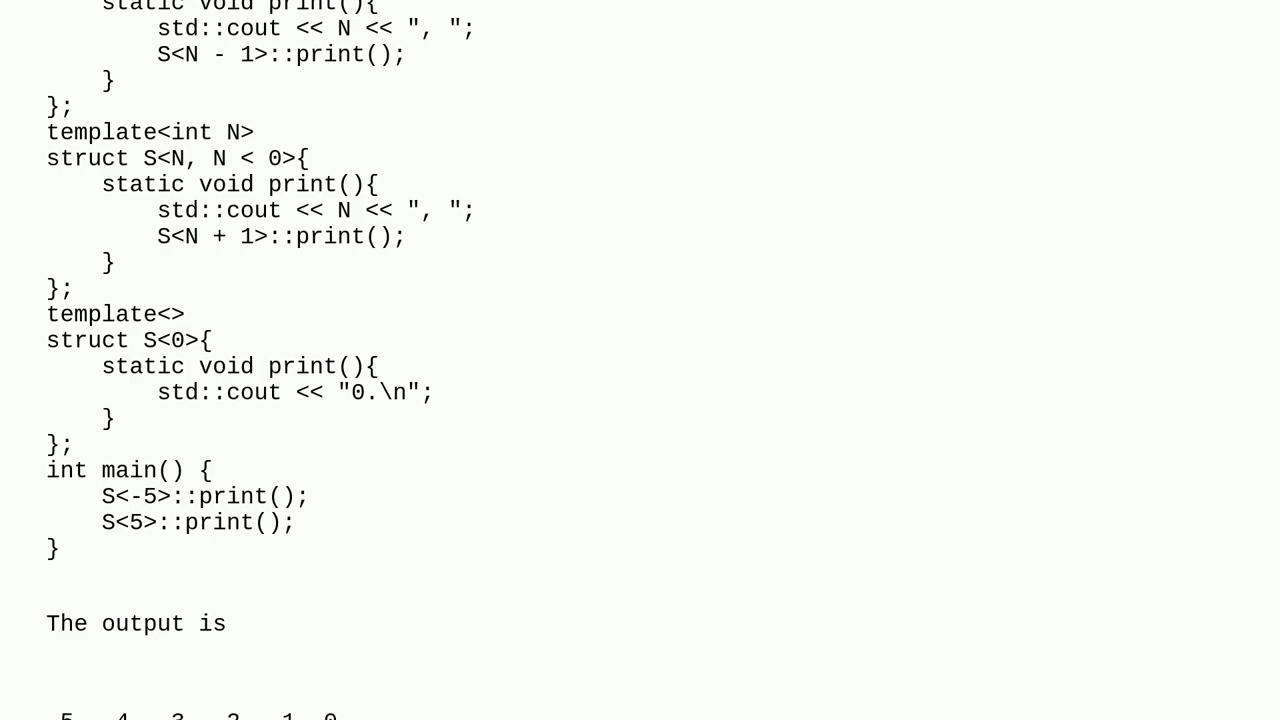 static void print(){
        std::cout << N << ", ";
        S<N - 1>::print();
    }
};
template<int N>
struct S<N, N < 0>{
    static void print(){
        std::cout << N << ", ";
        S<N + 1>::print();
    }
};
template<>
struct S<0>{
    static void print(){
        std::cout << "0.\n";
    }
};
int main() {
    S<-5>::print();
    S<5>::print();
}
The output is